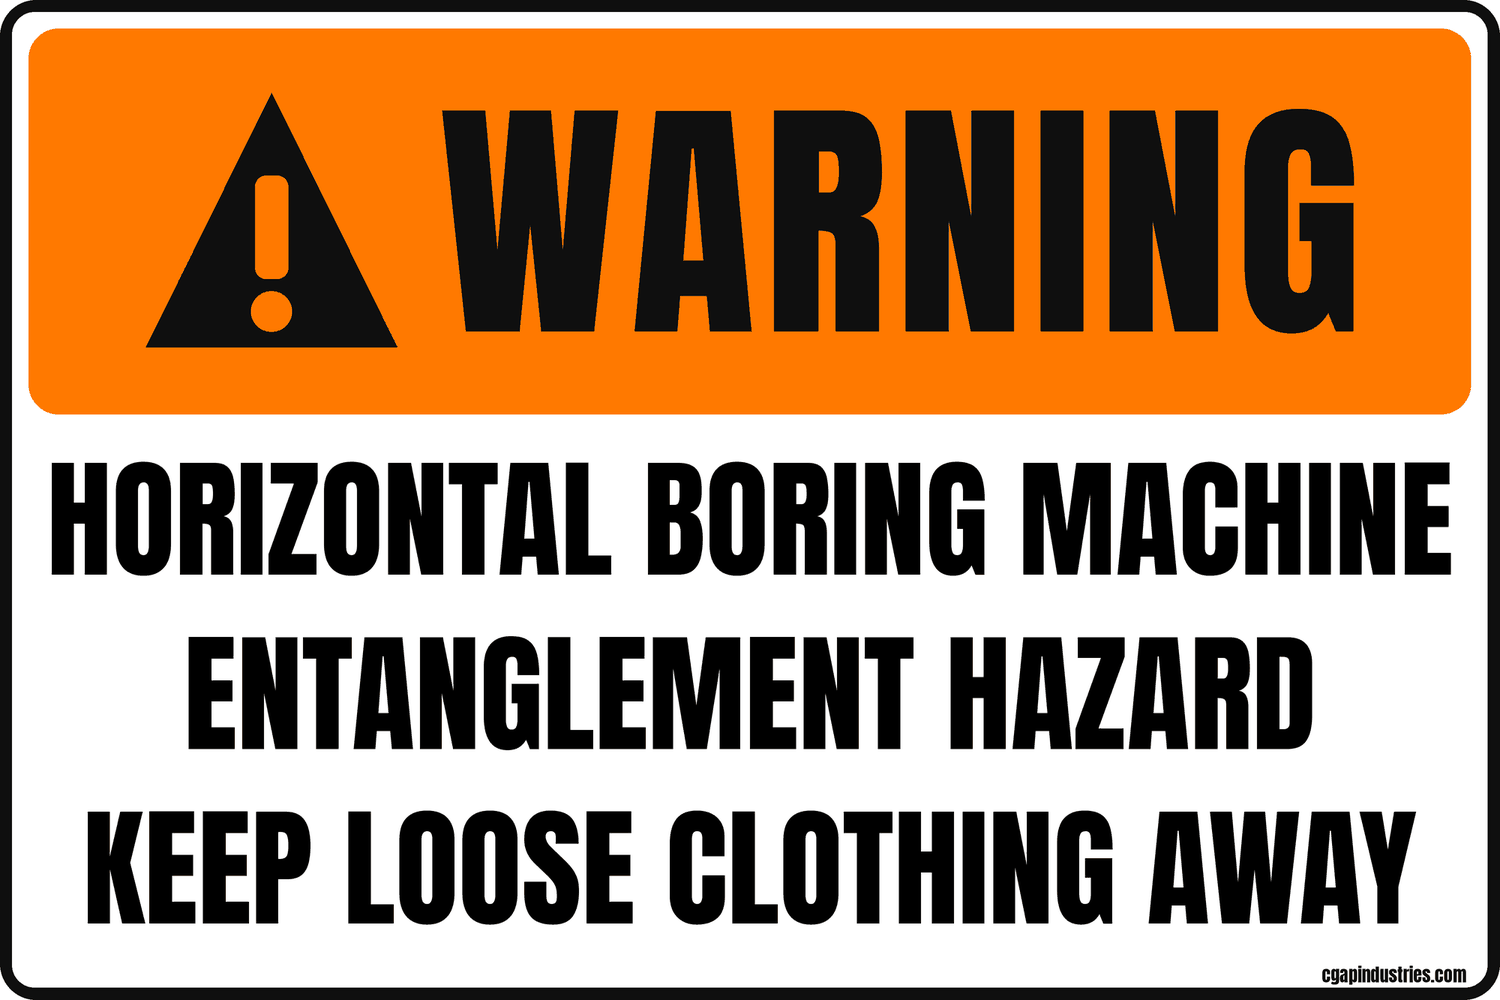 WARNING
HORIZONTAL BORING MACHINE
ENTANGLEMENT HAZARD
KEEP LOOSE CLOTHING AWAY
cgapindustries.com